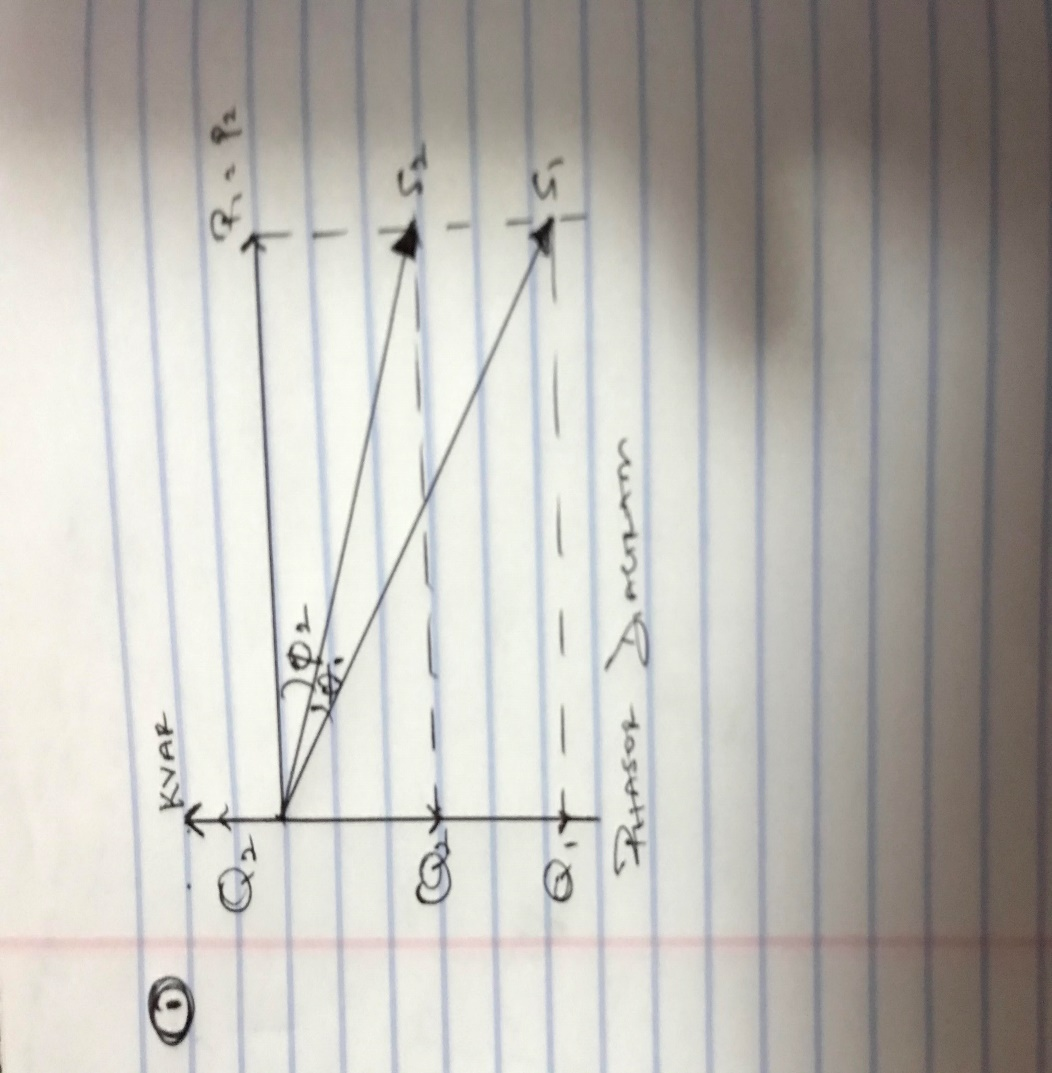 ①
KVAR
P₁ = P₂
Q₂
Φ₂
Φ₁
S₂
Q₂
S₁
Q₁
PHASOR DIAGRAM